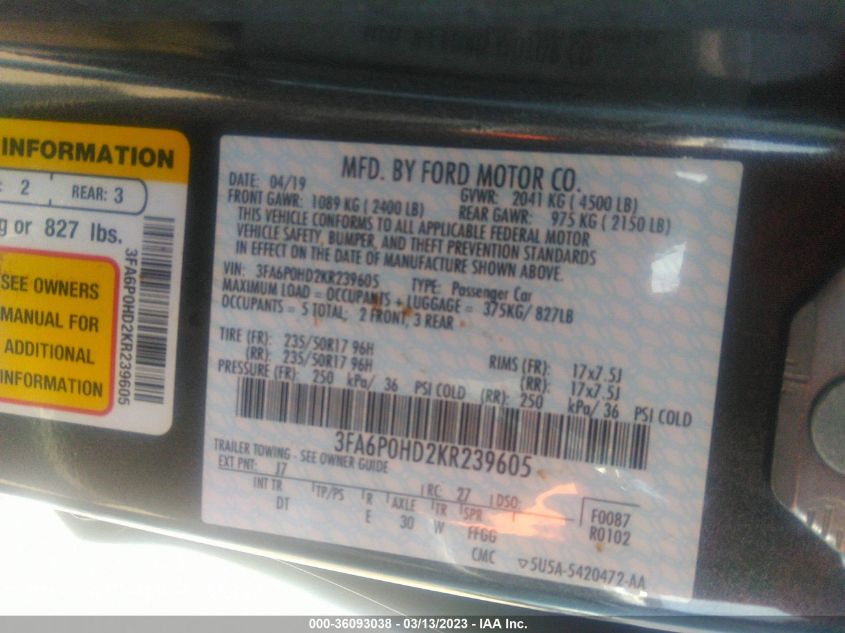 INFORMATION
: 2 REAR: 3
g or 827 lbs.
SEE OWNERS
MANUAL FOR
ADDITIONAL
INFORMATION
3FA6P0HD2KR239605
MFD. BY FORD MOTOR CO.
DATE: 04/19 GVWR: 2041 KG ( 4500 LB)
FRONT GAWR: 1089 KG ( 2400 LB) REAR GAWR: 975 KG ( 2150 LB)
THIS VEHICLE CONFORMS TO ALL APPLICABLE FEDERAL MOTOR
VEHICLE SAFETY, BUMPER, AND THEFT PREVENTION STANDARDS
IN EFFECT ON THE DATE OF MANUFACTURE SHOWN ABOVE.
VIN: 3FA6P0HD2KR239605 TYPE: Passenger Car
MAXIMUM LOAD = OCCUPANTS + LUGGAGE = 375KG/ 827LB
OCCUPANTS = 5 TOTAL; 2 FRONT, 3 REAR
TIRE (FR): 235/50R17 96H RIMS (FR): 17x7.5J
(RR): 235/50R17 96H (RR): 17x7.5J
PRESSURE (FR): 250 kPa/ 36 PSI COLD (RR): 250 kPa/ 36 PSI COLD
3FA6P0HD2KR239605
TRAILER TOWING - SEE OWNER GUIDE
EXT PNT: J7 RC: 27 DSO: F0087
INT TR TP/PS R AXLE TR SPR R0102
DT E 30 W FFGG
CMC 5U5A-5420472-AA
000-36093038 - 03/13/2023 - IAA Inc.